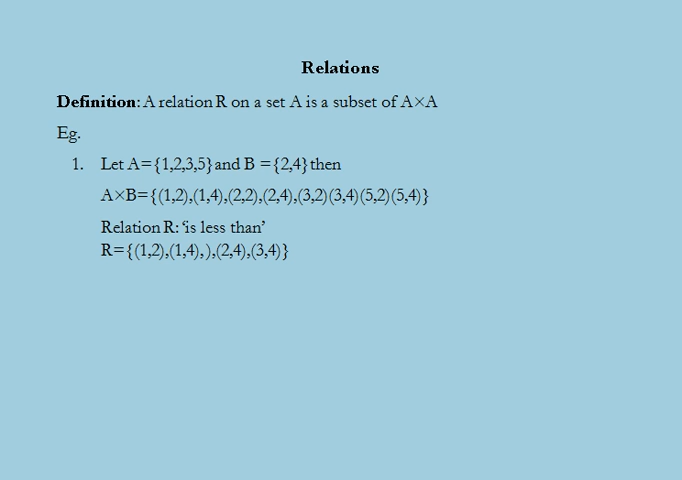 Relations
Definition: A relation R on a set A is a subset of A×A
Eg.
1. Let A={1,2,3,5} and B ={2,4} then
A×B={(1,2),(1,4),(2,2),(2,4),(3,2)(3,4)(5,2)(5,4)}
Relation R: ‘is less than’
R={(1,2),(1,4),),(2,4),(3,4)}